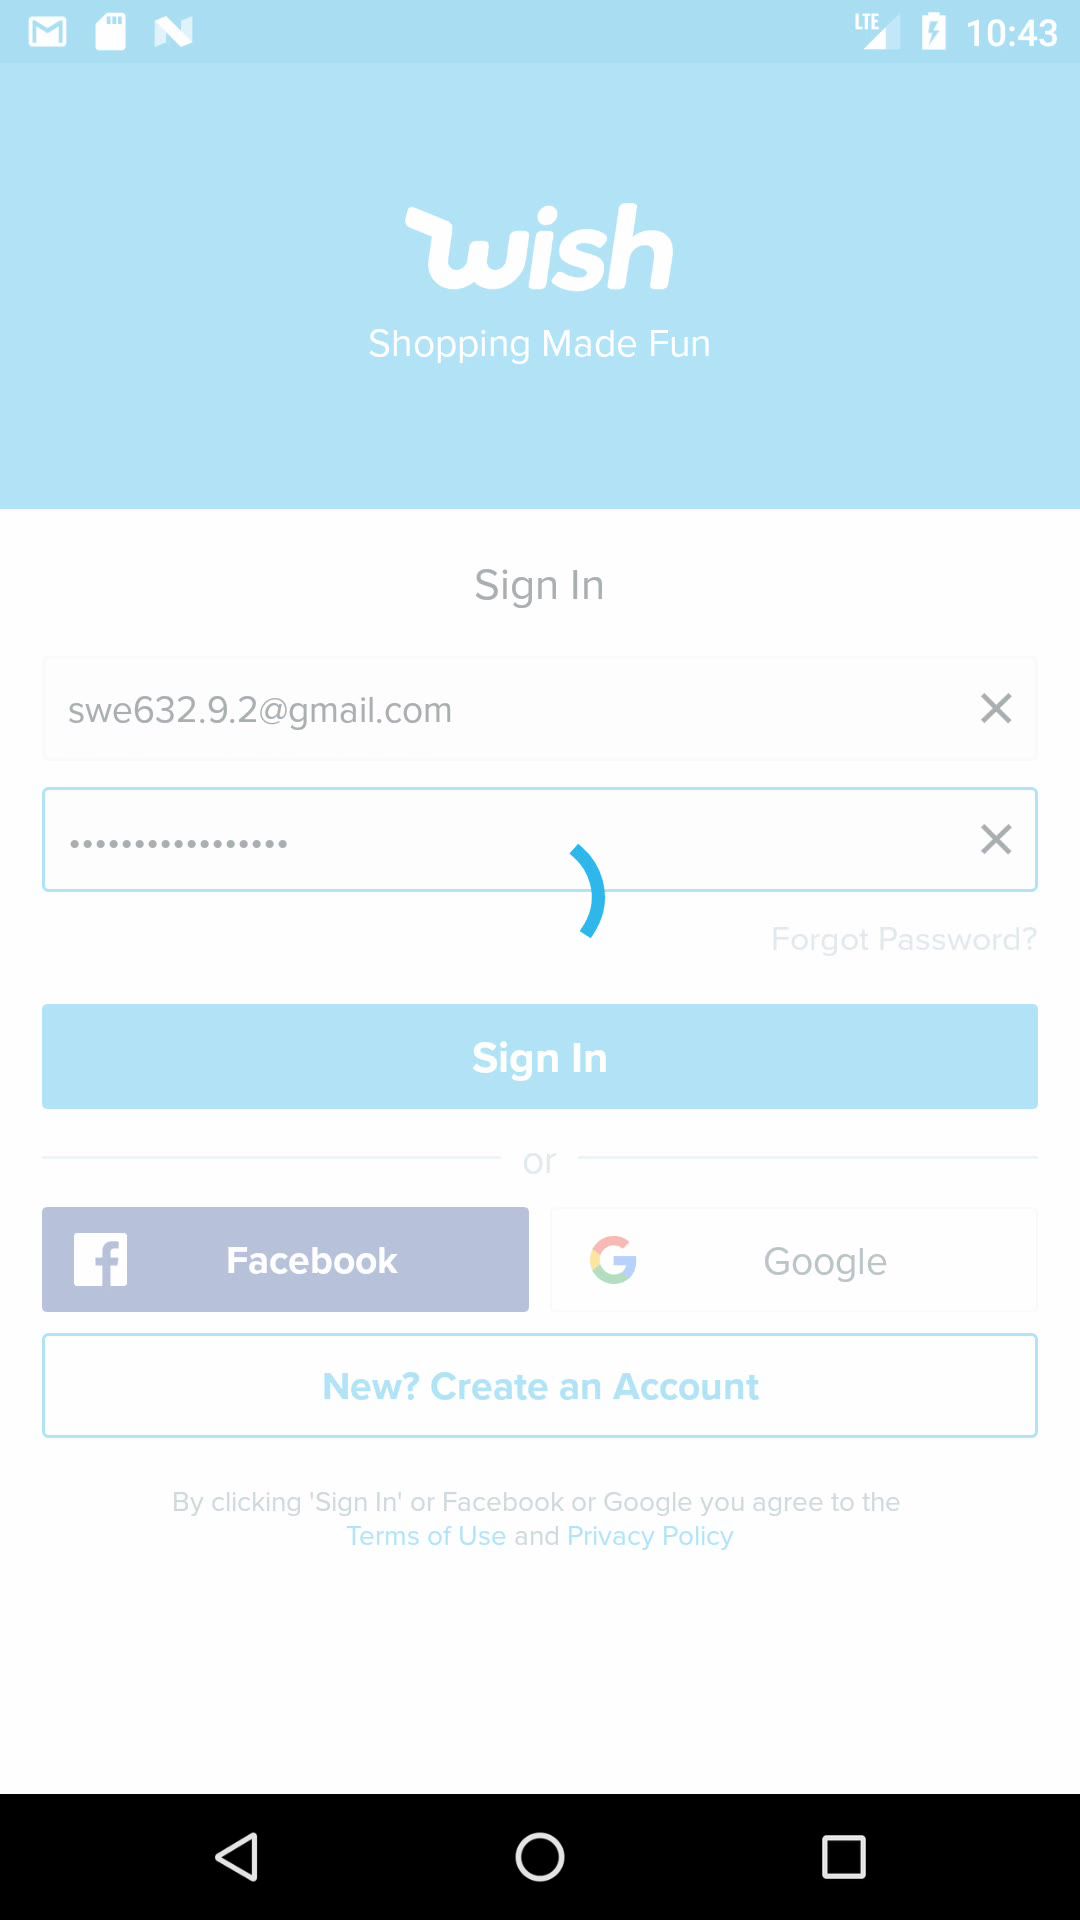 LTE 10:43
wish
Shopping Made Fun
Sign In
swe632.9.2@gmail.com
•••••••••••••••••
Forgot Password?
Sign In
or
Facebook
Google
New? Create an Account
By clicking 'Sign In' or Facebook or Google you agree to the
Terms of Use and Privacy Policy